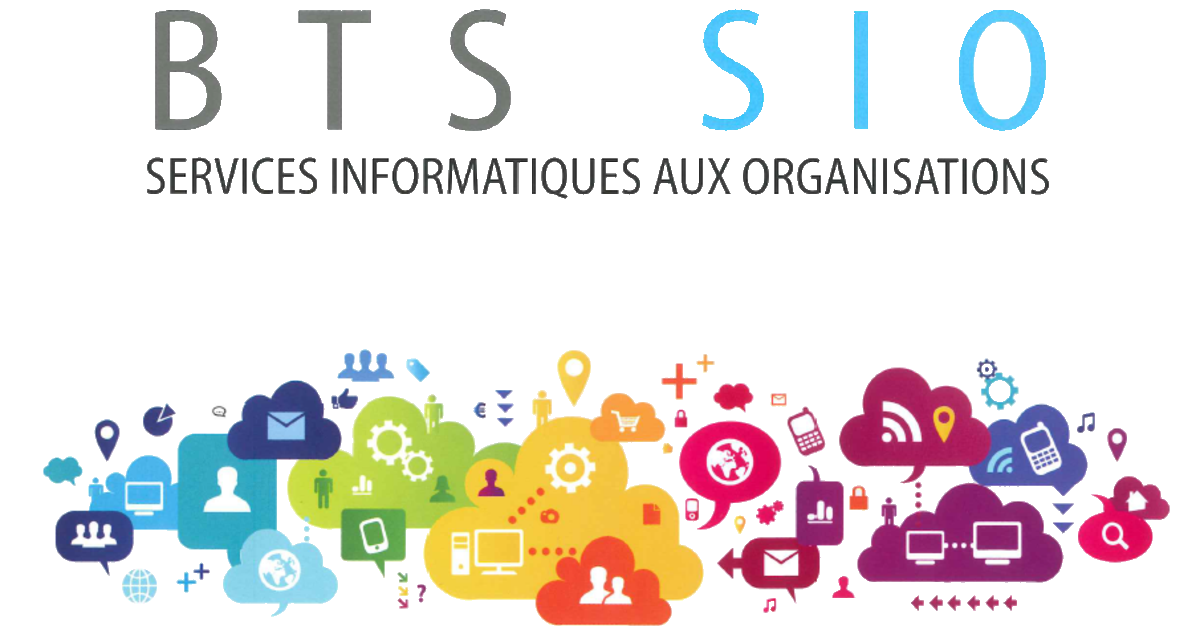 BTS SIO
SERVICES INFORMATIQUES AUX ORGANISATIONS
€
?